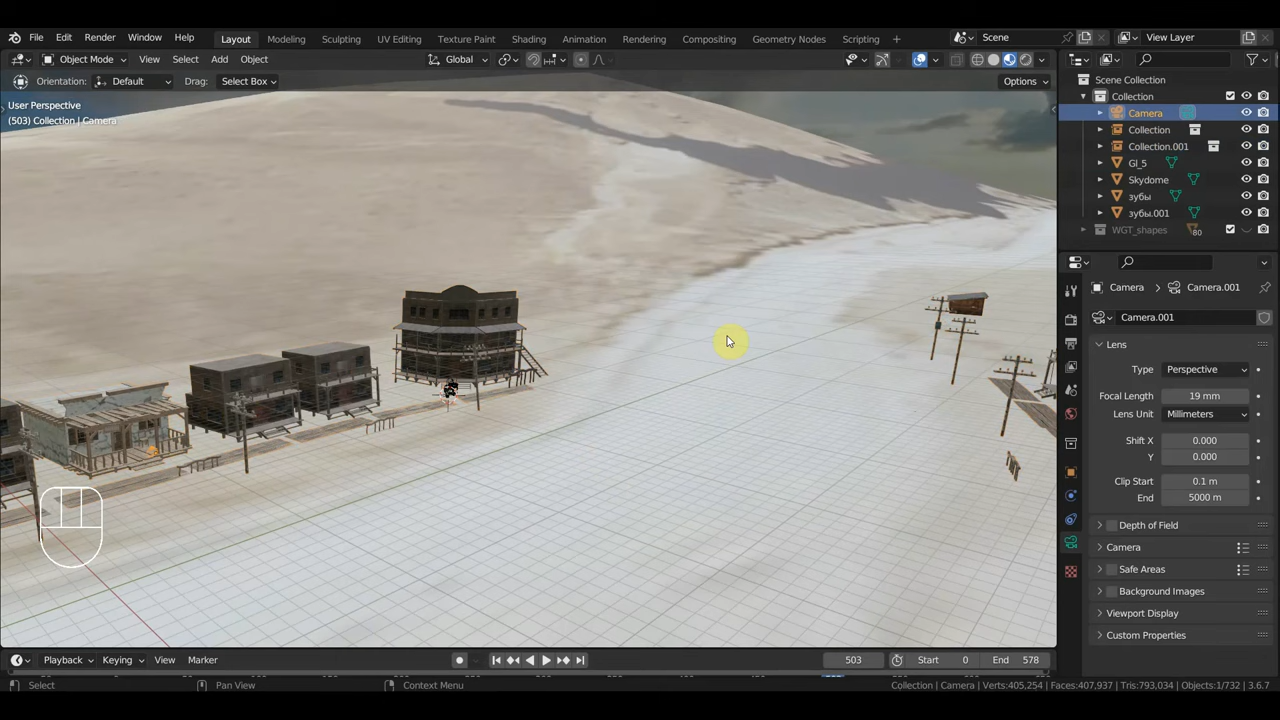 File Edit Render Window Help Layout Modeling Sculpting UV Editing Texture Paint Shading Animation Rendering Compositing Geometry Nodes Scripting + Scene View Layer
Object Mode View Select Add Object Global
Orientation: Default Drag: Select Box Options
User Perspective
(503) Collection | Camera
Scene Collection
Collection
Camera
Collection
Collection.001
Gl_5
Skydome
зубы
зубы.001
WGT_shapes 80
Camera > Camera.001
Camera.001
Lens
Type Perspective
Focal Length 19 mm
Lens Unit Millimeters
Shift X 0.000
Y 0.000
Clip Start 0.1 m
End 5000 m
Depth of Field
Camera
Safe Areas
Background Images
Viewport Display
Custom Properties
Playback Keying View Marker 503 Start 0 End 578
Select Pan View Context Menu Collection | Camera | Verts:405,254 | Faces:407,937 | Tris:793,034 | Objects:1/732 | 3.6.7